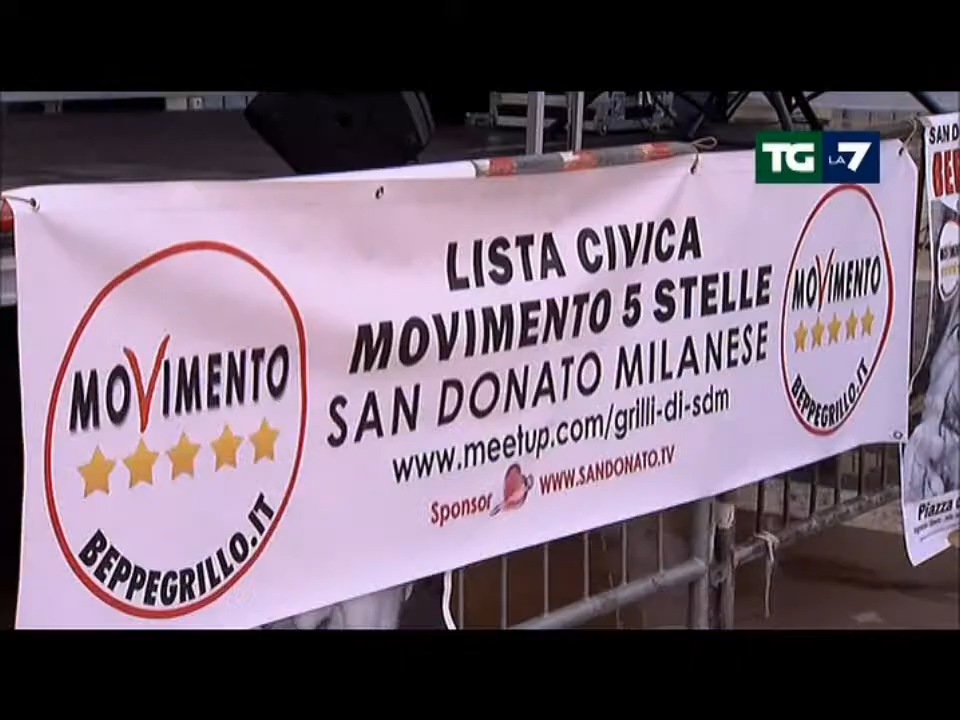 TG LA 7
LISTA CIVICA
MOVIMENTO 5 STELLE
SAN DONATO MILANESE
www.meetup.com/grilli-di-sdm
Sponsor WWW.SANDONATO.TV
MOVIMENTO
BEPPEGRILLO.IT
MOVIMENTO
BEPPEGRILLO.IT
SAN D
BE
Piazza